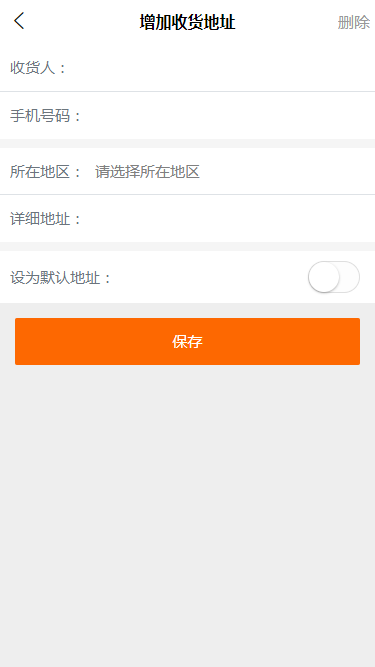 增加收货地址 删除
收货人：
手机号码：
所在地区： 请选择所在地区
详细地址：
设为默认地址：
保存